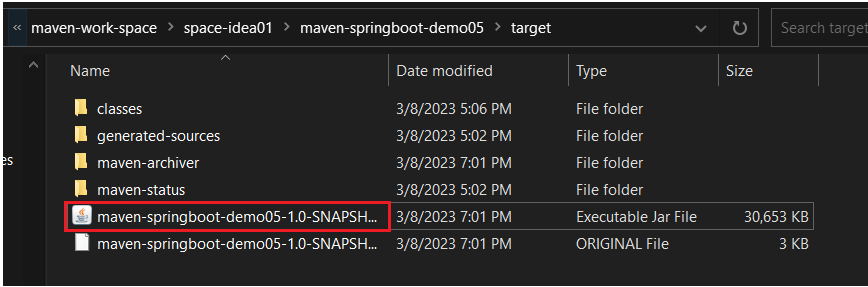 « maven-work-space > space-idea01 > maven-springboot-demo05 > target Search target
Name Date modified Type Size
classes 3/8/2023 5:06 PM File folder
generated-sources 3/8/2023 5:02 PM File folder
maven-archiver 3/8/2023 7:01 PM File folder
es
maven-status 3/8/2023 5:02 PM File folder
maven-springboot-demo05-1.0-SNAPSH... 3/8/2023 7:01 PM Executable Jar File 30,653 KB
maven-springboot-demo05-1.0-SNAPSH... 3/8/2023 7:01 PM ORIGINAL File 3 KB